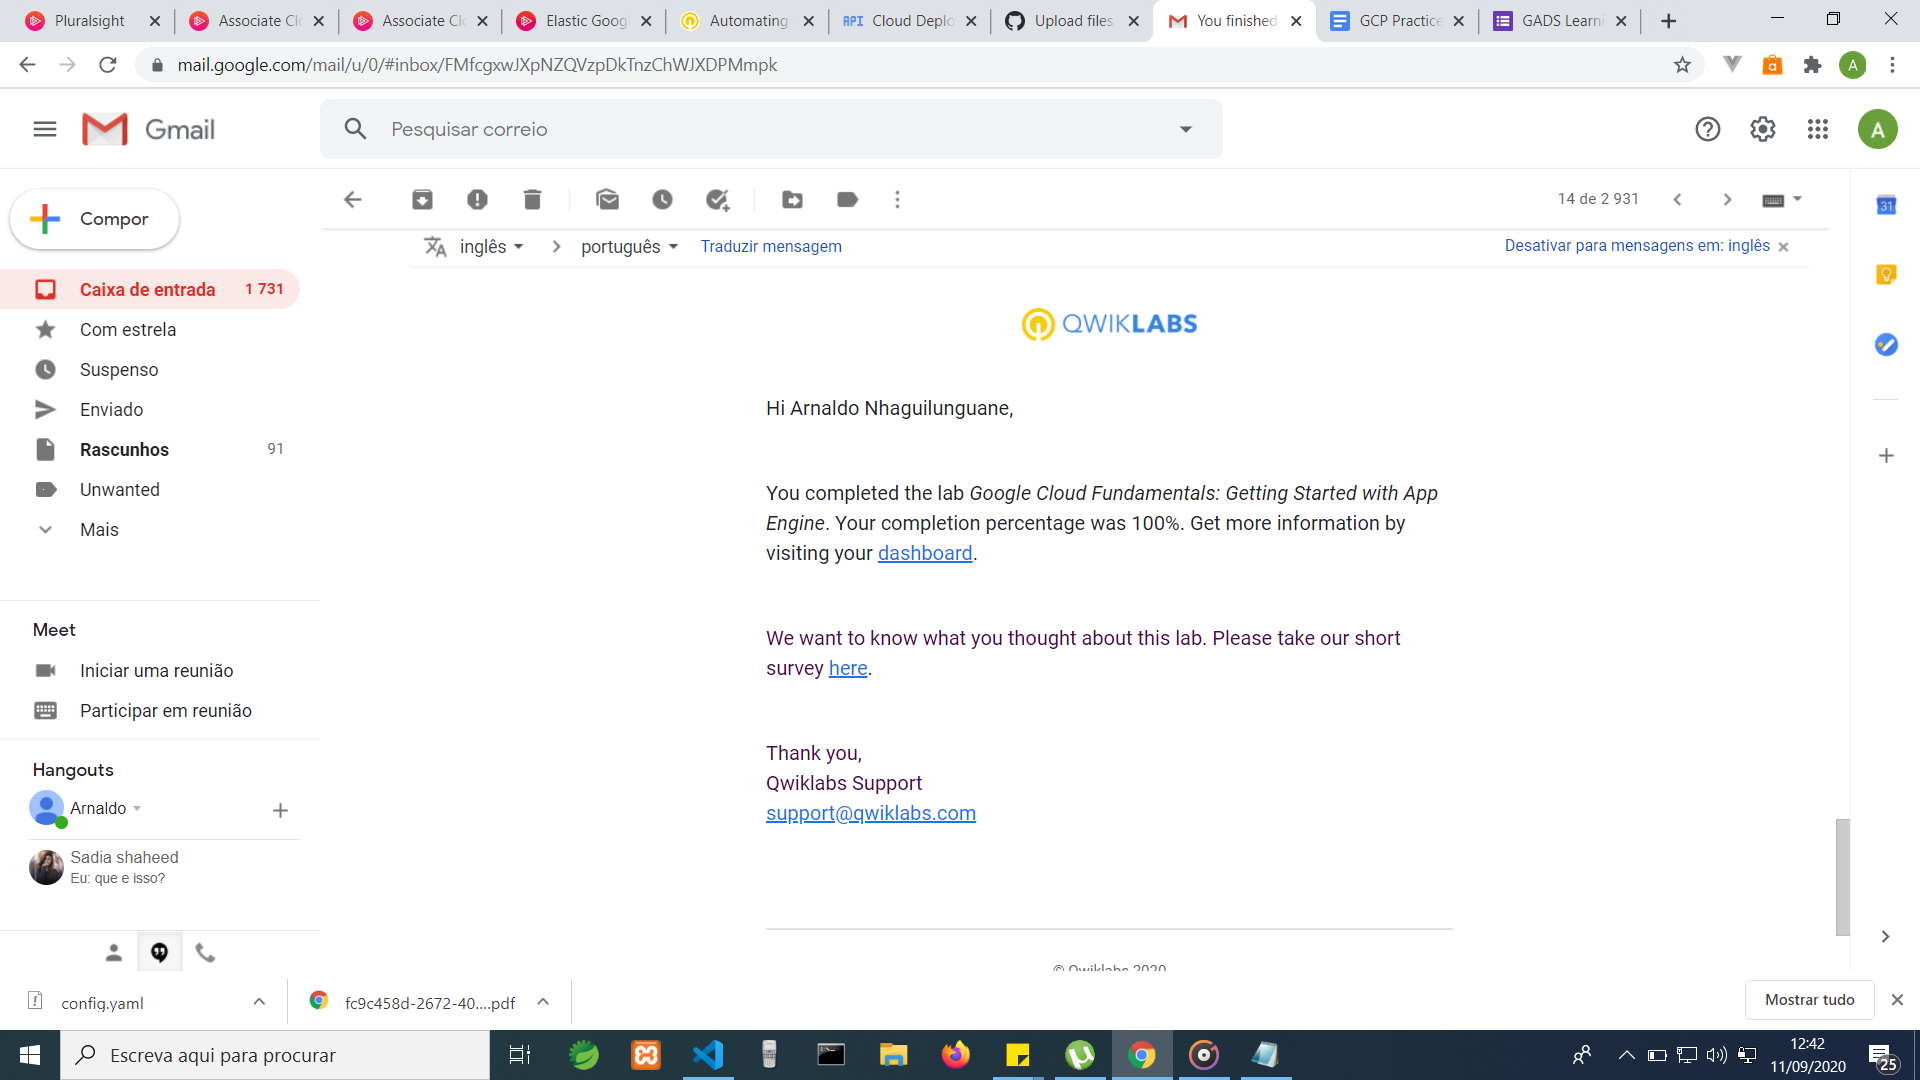 Pluralsight
Associate Clo
Associate Clo
Elastic Goog
Automating
API Cloud Deplo
Upload files
You finished
GCP Practice
GADS Learni
mail.google.com/mail/u/0/#inbox/FMfcgxwJXpNZQVzpDkTnzChWJXDPMmpk
A
Gmail
Pesquisar correio
A
Compor
14 de 2 931
31
inglês
português
Traduzir mensagem
Desativar para mensagens em: inglês
Caixa de entrada 1 731
Com estrela
Suspenso
Enviado
Rascunhos 91
Unwanted
Mais
QWIKLABS
Hi Arnaldo Nhaguilunguane,
You completed the lab Google Cloud Fundamentals: Getting Started with App
Engine. Your completion percentage was 100%. Get more information by
visiting your dashboard.
We want to know what you thought about this lab. Please take our short
survey here.
Thank you,
Qwiklabs Support
support@qwiklabs.com
© Qwiklabs 2020
Meet
Iniciar uma reunião
Participar em reunião
Hangouts
Arnaldo
Sadia shaheed
Eu: que e isso?
config.yaml
fc9c458d-2672-40....pdf
Mostrar tudo
Escreva aqui para procurar
12:42
11/09/2020
25